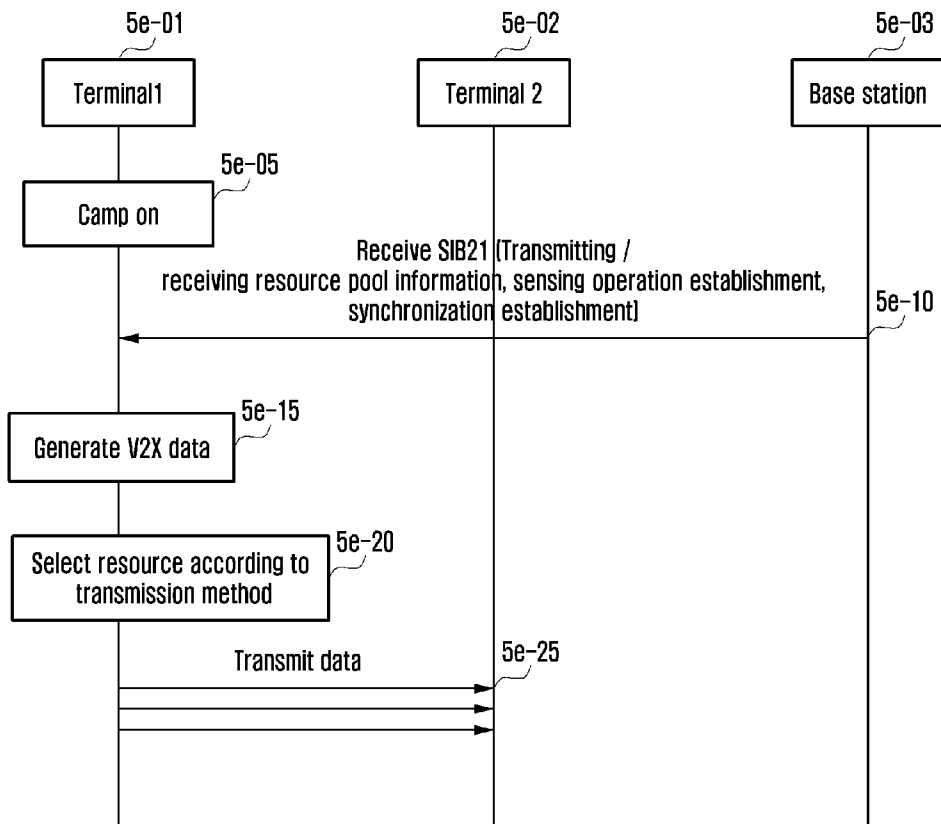 5e-01
5e-02
5e-03
Terminal1
Terminal 2
Base station
5e-05
Camp on
Receive SIB21 (Transmitting /
receiving resource pool information, sensing operation establishment,
synchronization establishment)
5e-10
5e-15
Generate V2X data
5e-20
Select resource according to
transmission method
Transmit data
5e-25